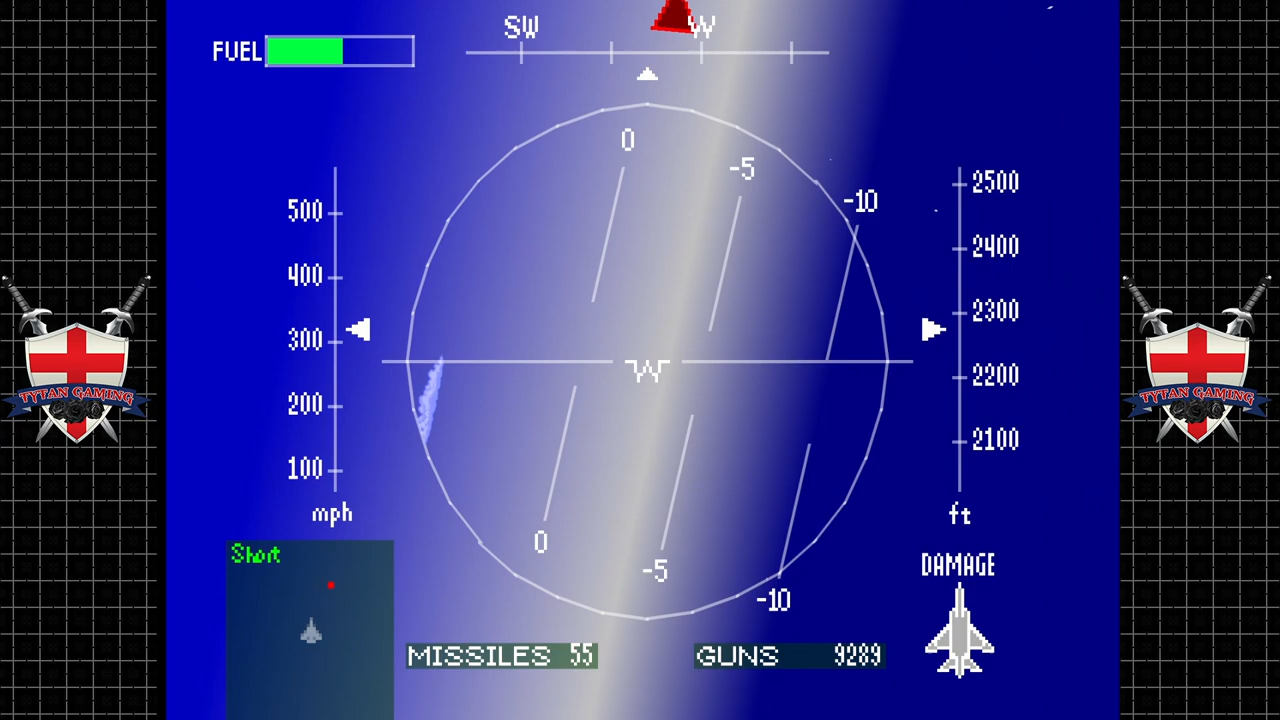 SW W
FUEL
0
-5
-10
500
400
300
200
100
mph
2500
2400
2300
2200
2100
ft
W
0
-5
-10
Short
DAMAGE
MISSILES 55
GUNS 9289
TYTAN GAMING
TYTAN GAMING